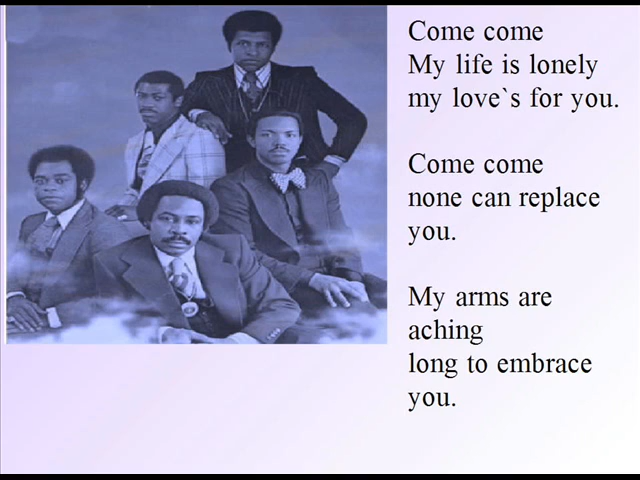 Come come
My life is lonely
my love`s for you.
Come come
none can replace
you.
My arms are
aching
long to embrace
you.